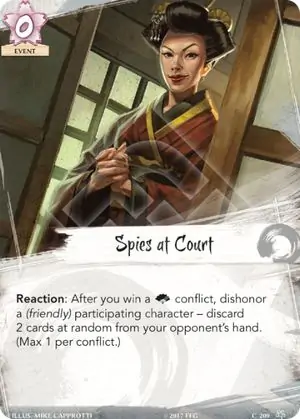 0
EVENT
Spies at Court
Reaction: After you win a conflict, dishonor
a (friendly) participating character – discard
2 cards at random from your opponent's hand.
(Max 1 per conflict.)
ILLUS: MIKE CAPPROTTI
©2017 FFG
C 209